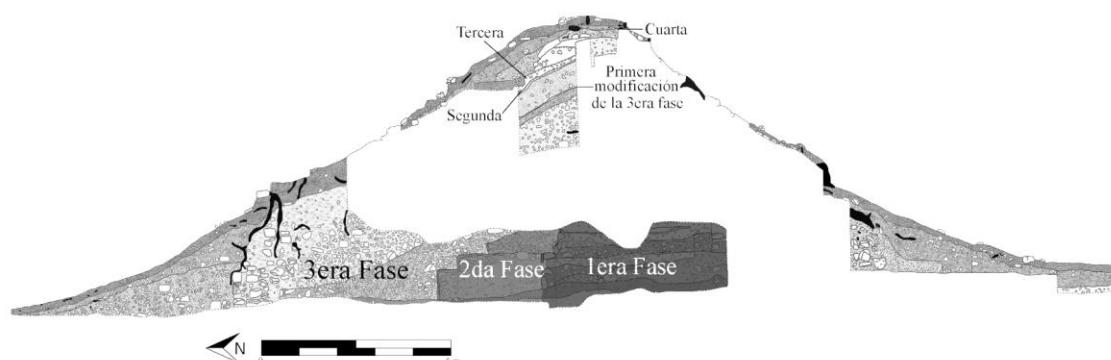 Cuarta
Tercera
Primera
modificación
de la 3era fase
Segunda
3era Fase
2da Fase
1era Fase
N